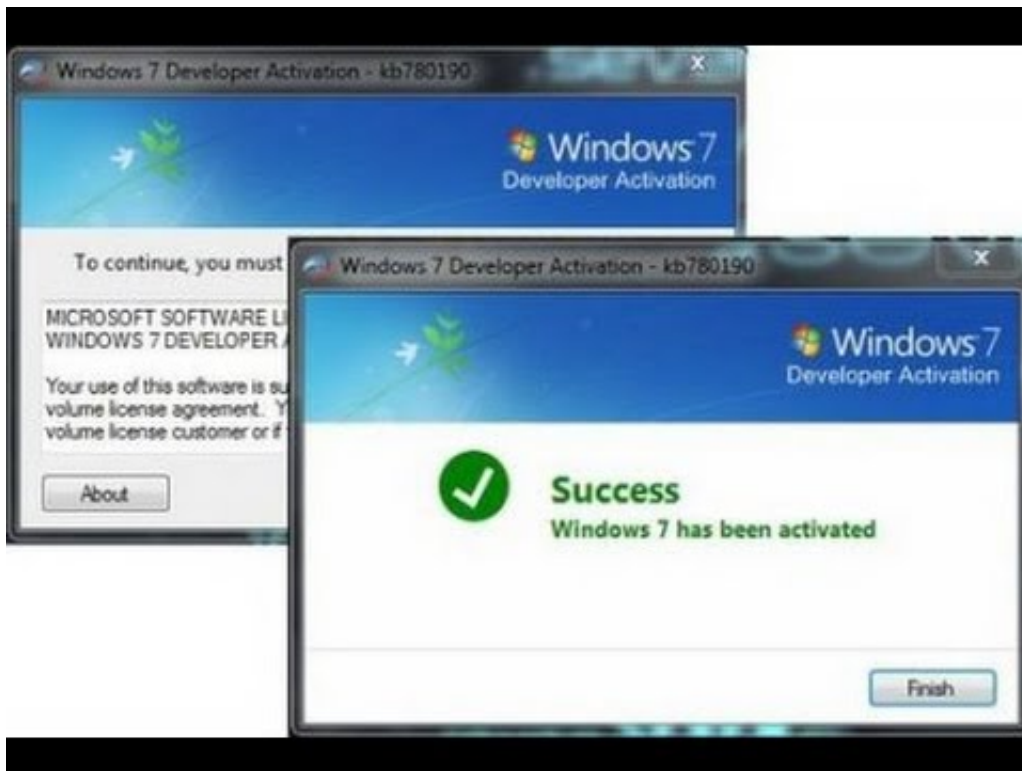 Windows 7 Developer Activation - kb780190
Windows 7
Developer Activation
To continue, you must
MICROSOFT SOFTWARE LI
WINDOWS 7 DEVELOPER A
Your use of this software is su
volume license agreement. Y
volume license customer or if
About
Windows 7 Developer Activation - kb780190
Windows 7
Developer Activation
Success
Windows 7 has been activated
Finish